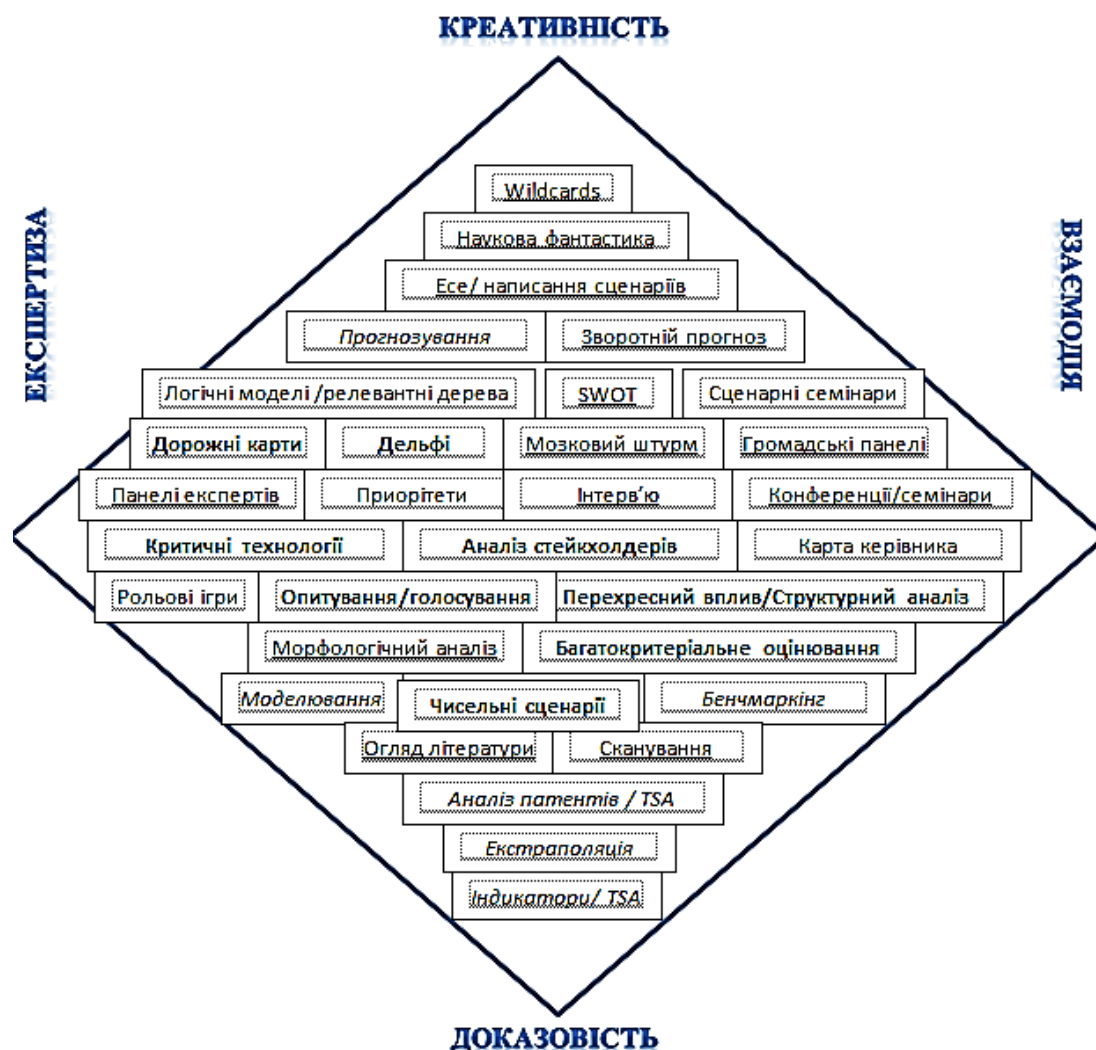 КРЕАТИВНІСТЬ
ЕКСПЕРТИЗА
ВЗАЄМОДІЯ
Wildcards
Наукова фантастика
Есе/ написання сценаріїв
Прогнозування
Зворотній прогноз
Логічні моделі /релевантні дерева
SWOT
Сценарні семінари
Дорожні карти
Дельфі
Мозковий штурм
Громадські панелі
Панелі експертів
Приоритети
Інтерв’ю
Конференції/семінари
Критичні технології
Аналіз стейкхолдерів
Карта керівника
Рольові ігри
Опитування/голосування
Перехресний вплив/Структурний аналіз
Морфологічний аналіз
Багатокритеріальне оцінювання
Моделювання
Чисельні сценарії
Бенчмаркінг
Огляд літератури
Сканування
Аналіз патентів / TSA
Екстраполяція
Індикатори/ TSA
ДОКАЗОВІСТЬ